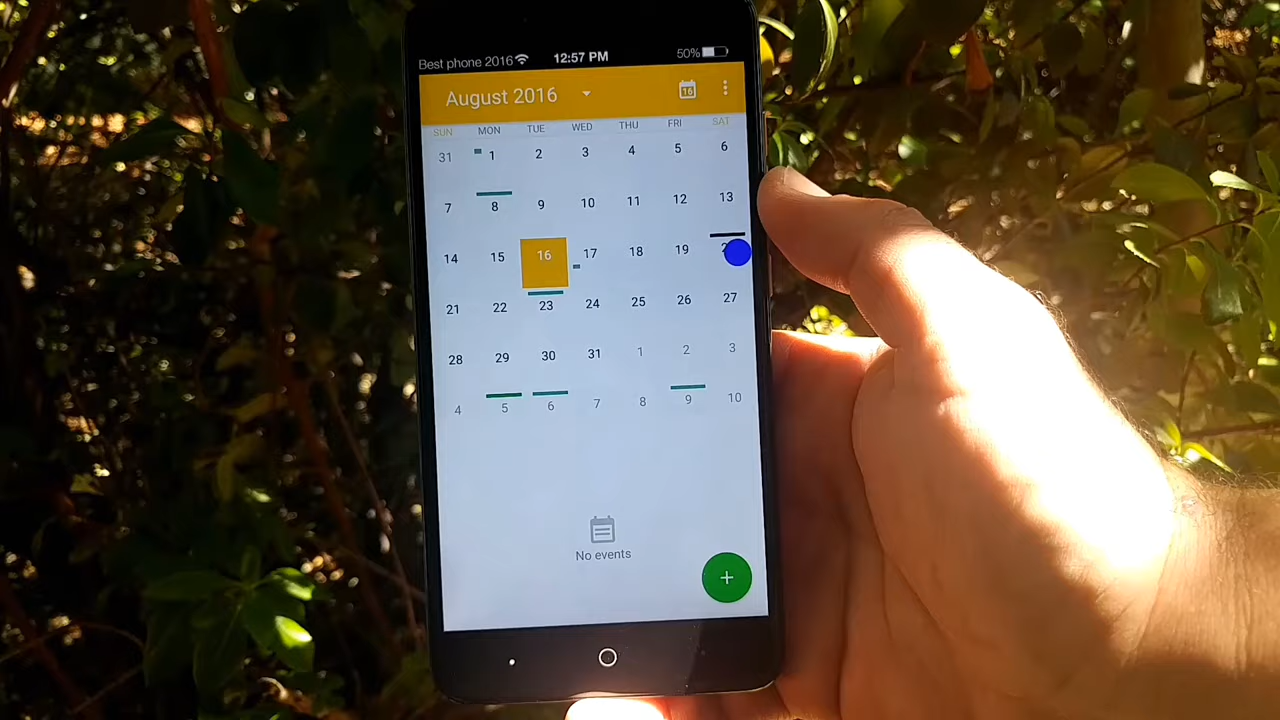 Best phone 2016 12:57 PM 50%
August 2016 16
SUN MON TUE WED THU FRI SAT
31 1 2 3 4 5 6
7 8 9 10 11 12 13
14 15 16 17 18 19
21 22 23 24 25 26 27
28 29 30 31 1 2 3
4 5 6 7 8 9 10
No events
+